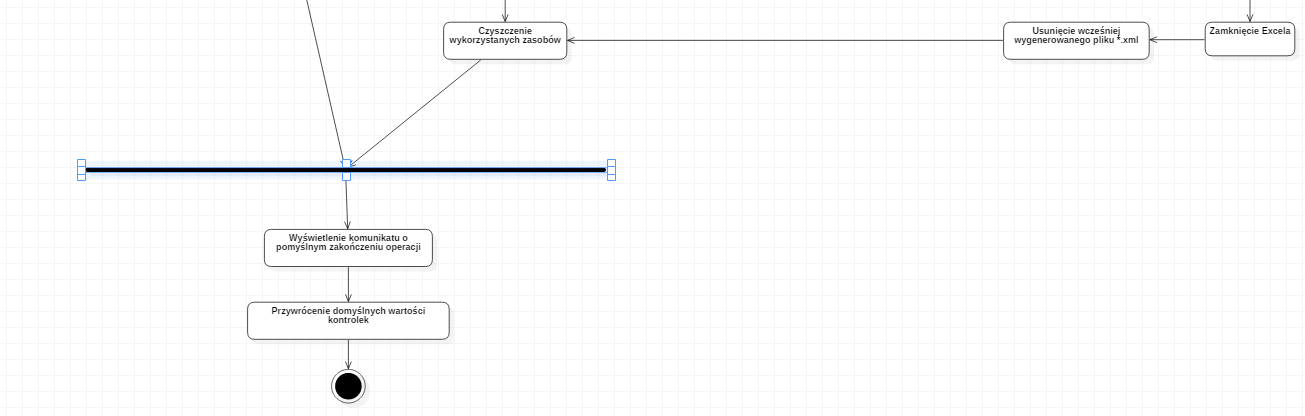 Czyszczenie
wykorzystanych zasobów
Usunięcie wcześniej
wygenerowanego pliku *.xml
Zamknięcie Excela
Wyświetlenie komunikatu o
pomyślnym zakończeniu operacji
Przywrócenie domyślnych wartości
kontrolek